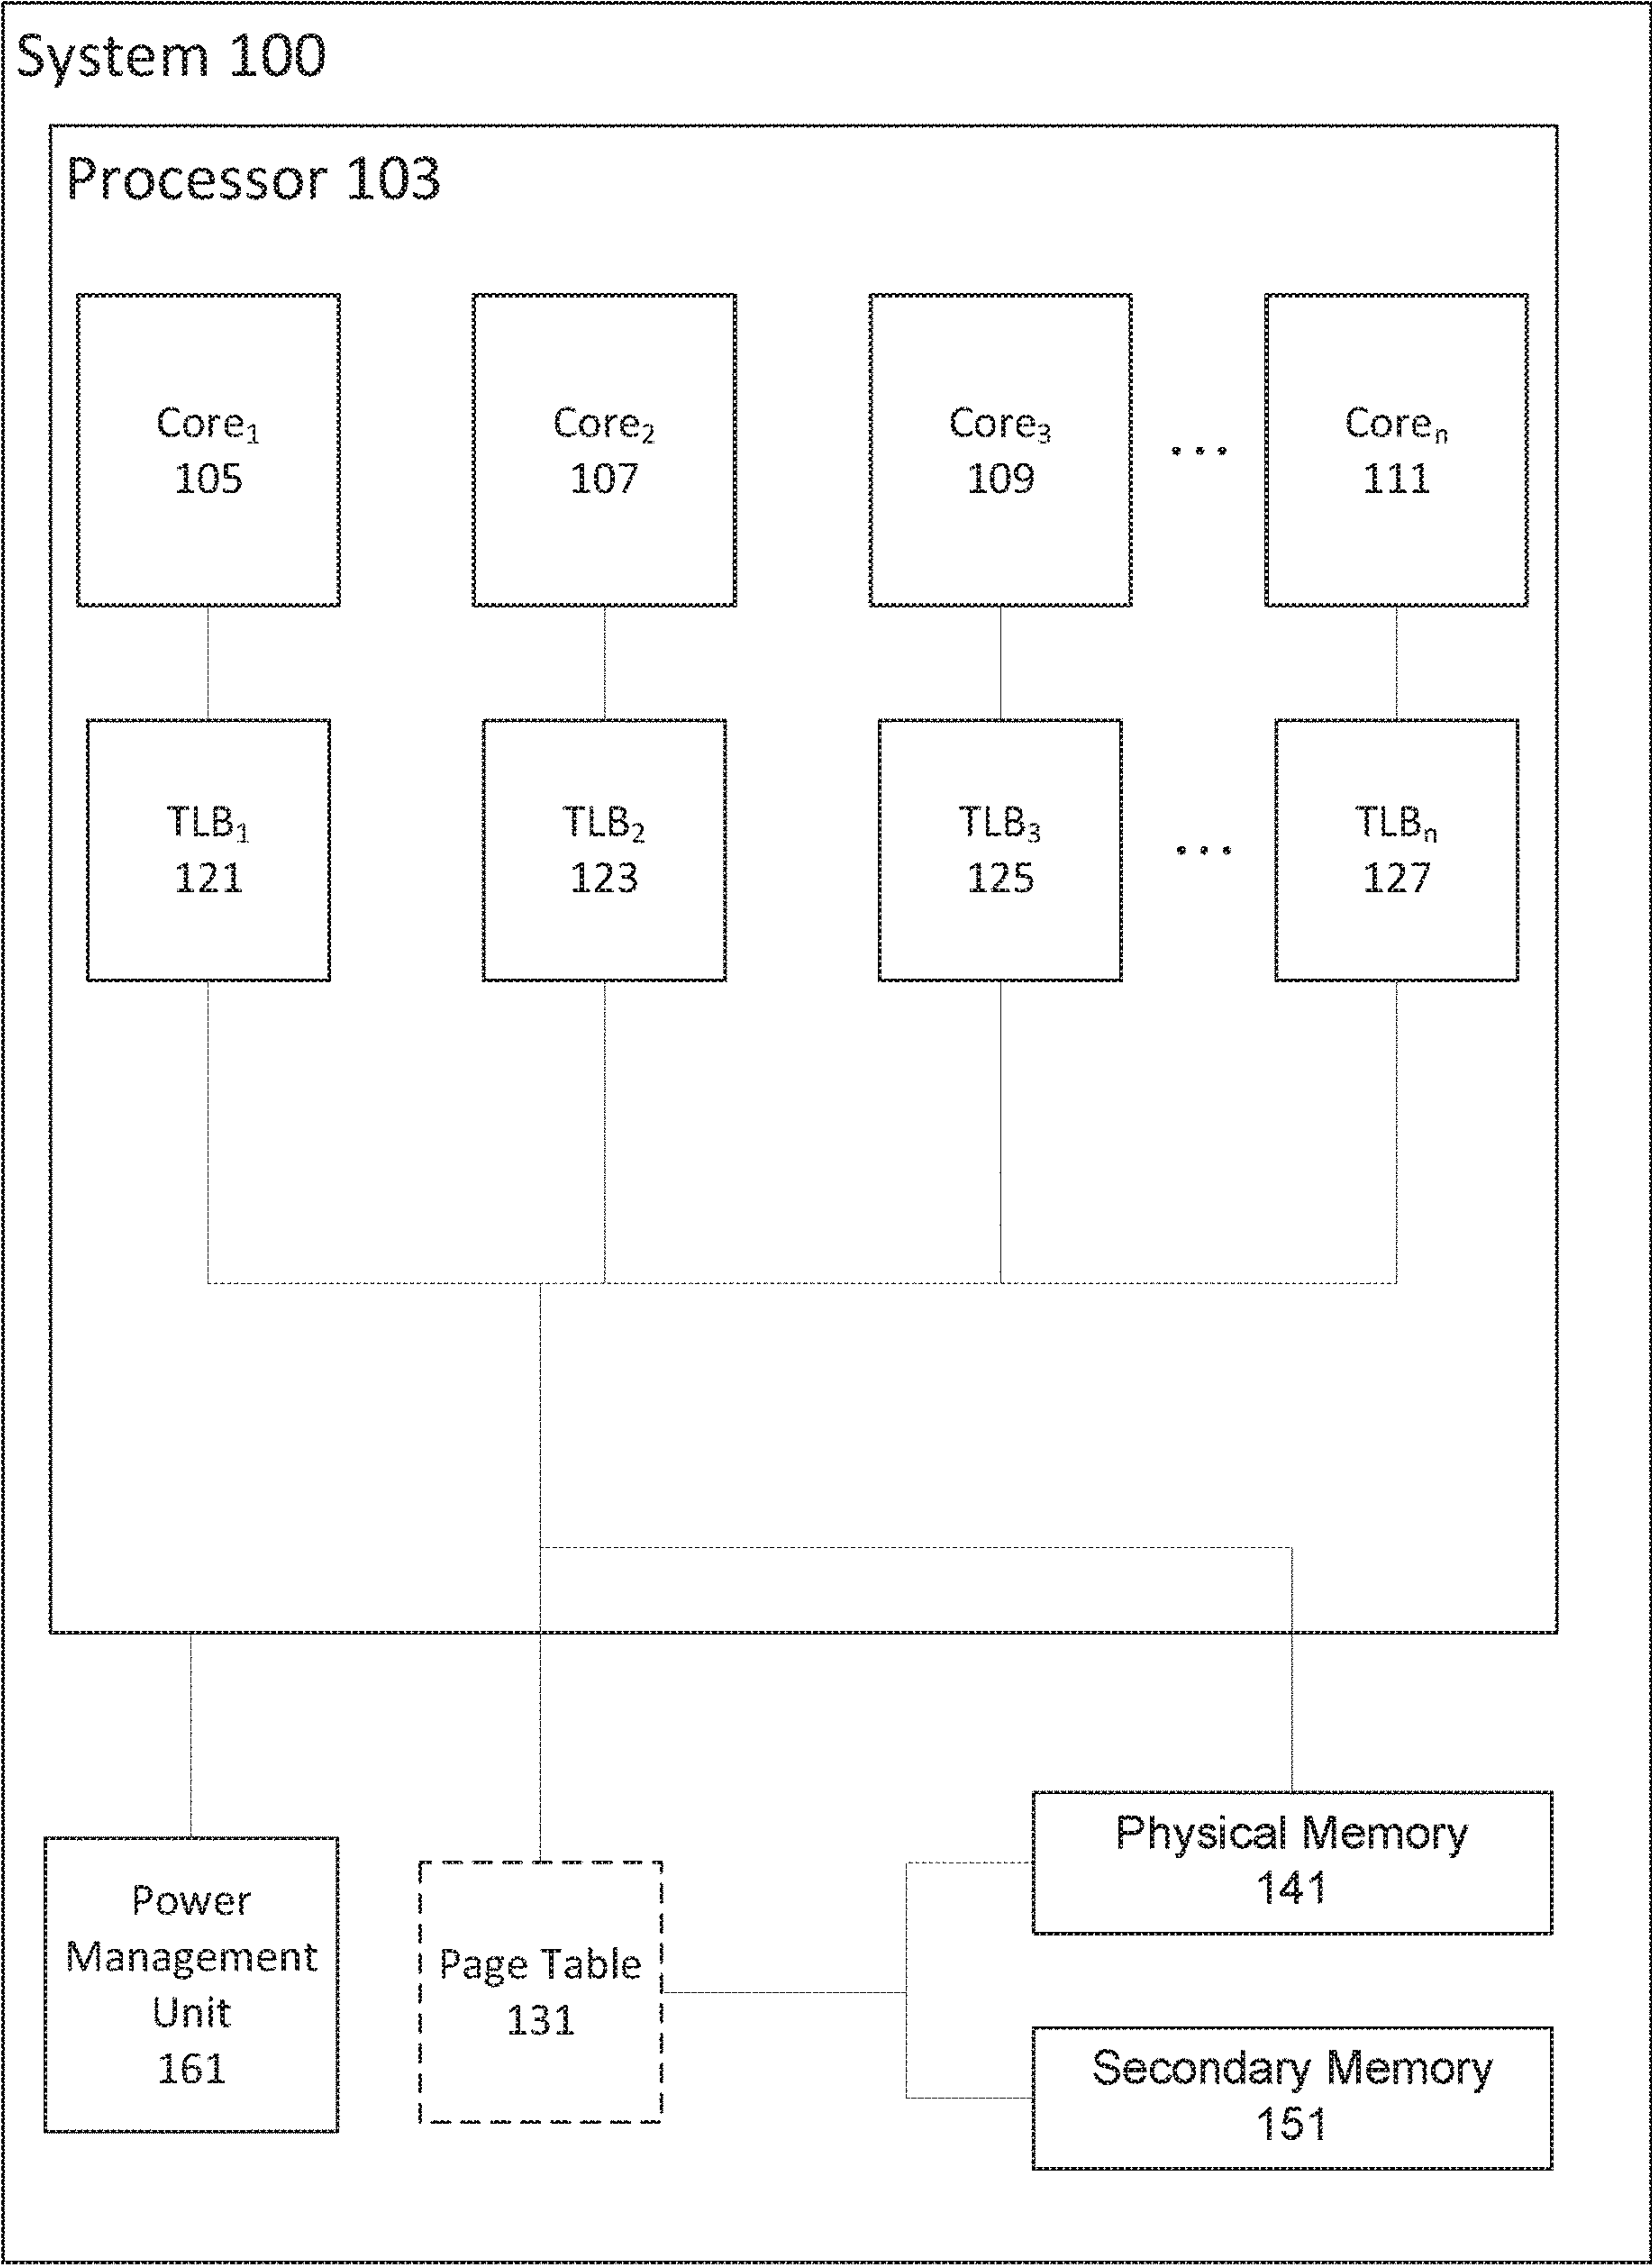 System 100
Processor 103
Core1
105
Core2
107
Core3
109
...
Coren
111
TLB1
121
TLB2
123
TLB3
125
...
TLBn
127
Power
Management
Unit
161
Page Table
131
Physical Memory
141
Secondary Memory
151